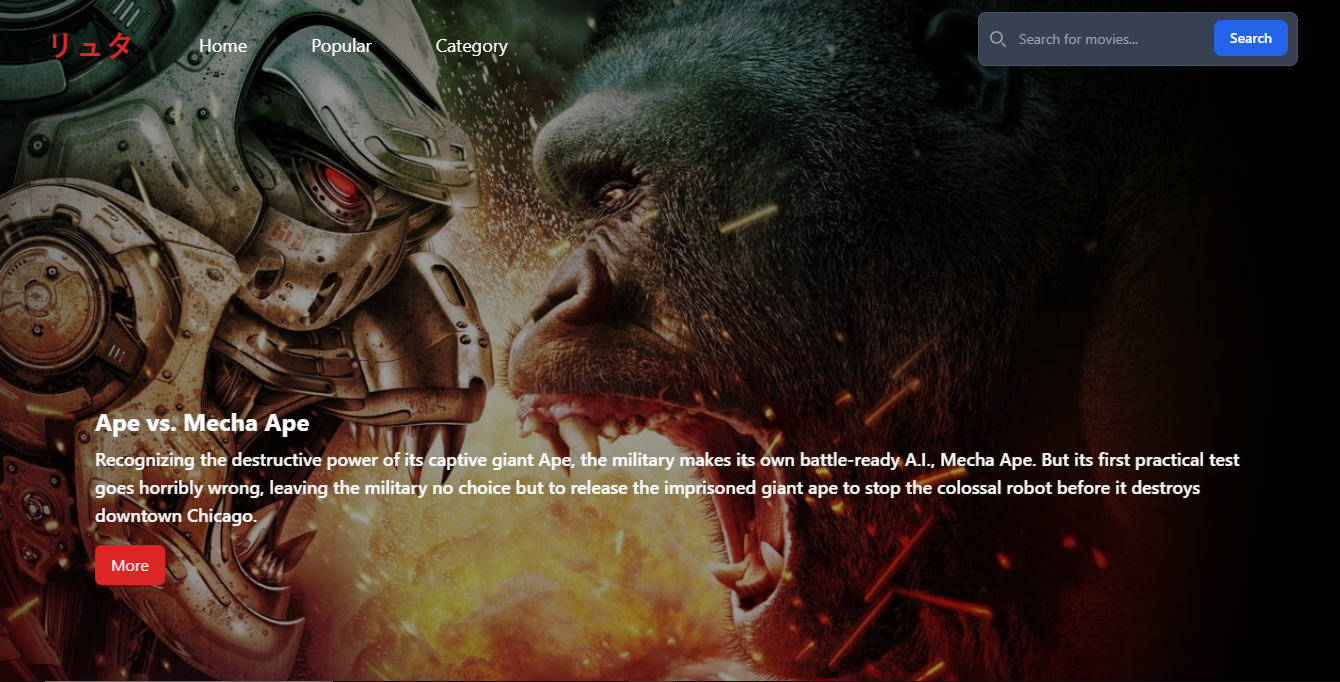 リュタ
Home
Popular
Category
Search for movies...
Search
Ape vs. Mecha Ape
Recognizing the destructive power of its captive giant Ape, the military makes its own battle-ready A.I., Mecha Ape. But its first practical test
goes horribly wrong, leaving the military no choice but to release the imprisoned giant ape to stop the colossal robot before it destroys
downtown Chicago.
More